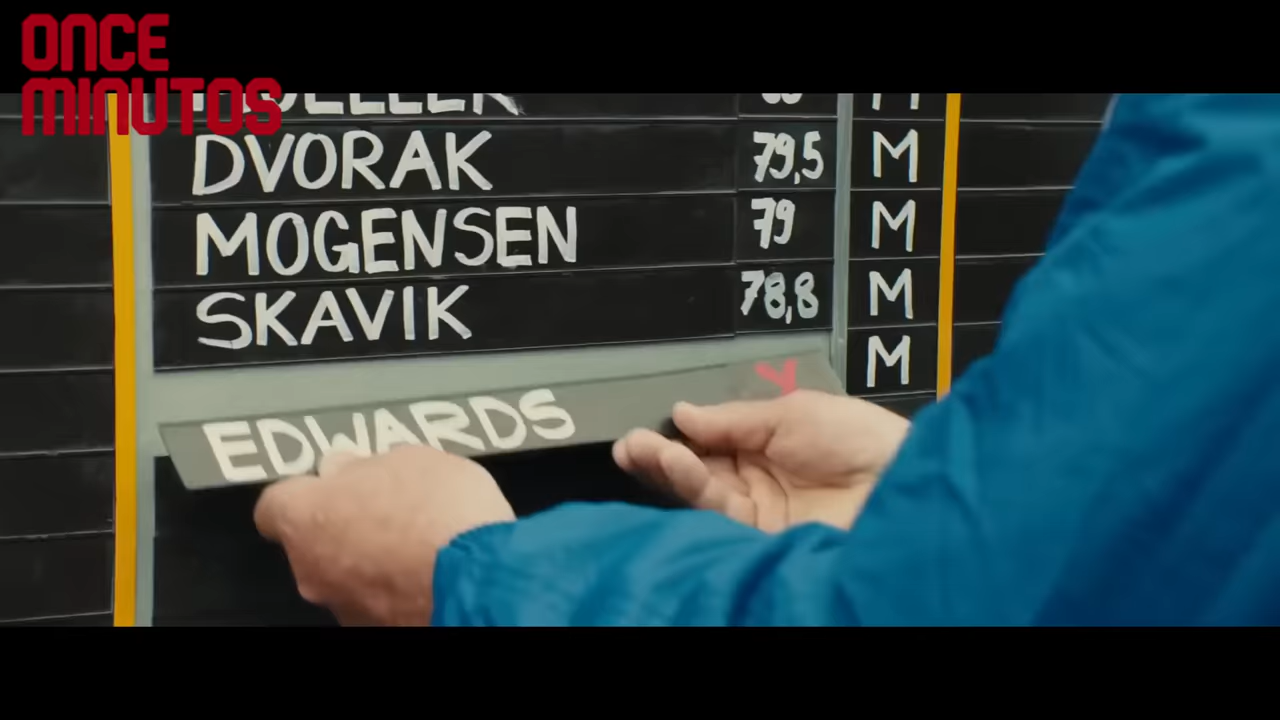 ONCE
MINUTOS
DVORAK 79,5 M
MOGENSEN 79 M
SKAVIK 78,8 M
M
EDWARDS